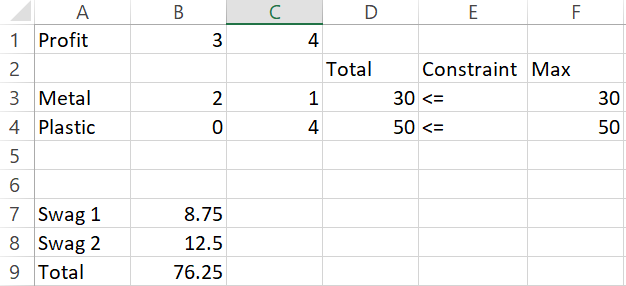 A B C D E F
1 Profit 3 4
2 Total Constraint Max
3 Metal 2 1 30 <= 30
4 Plastic 0 4 50 <= 50
5
6
7 Swag 1 8.75
8 Swag 2 12.5
9 Total 76.25